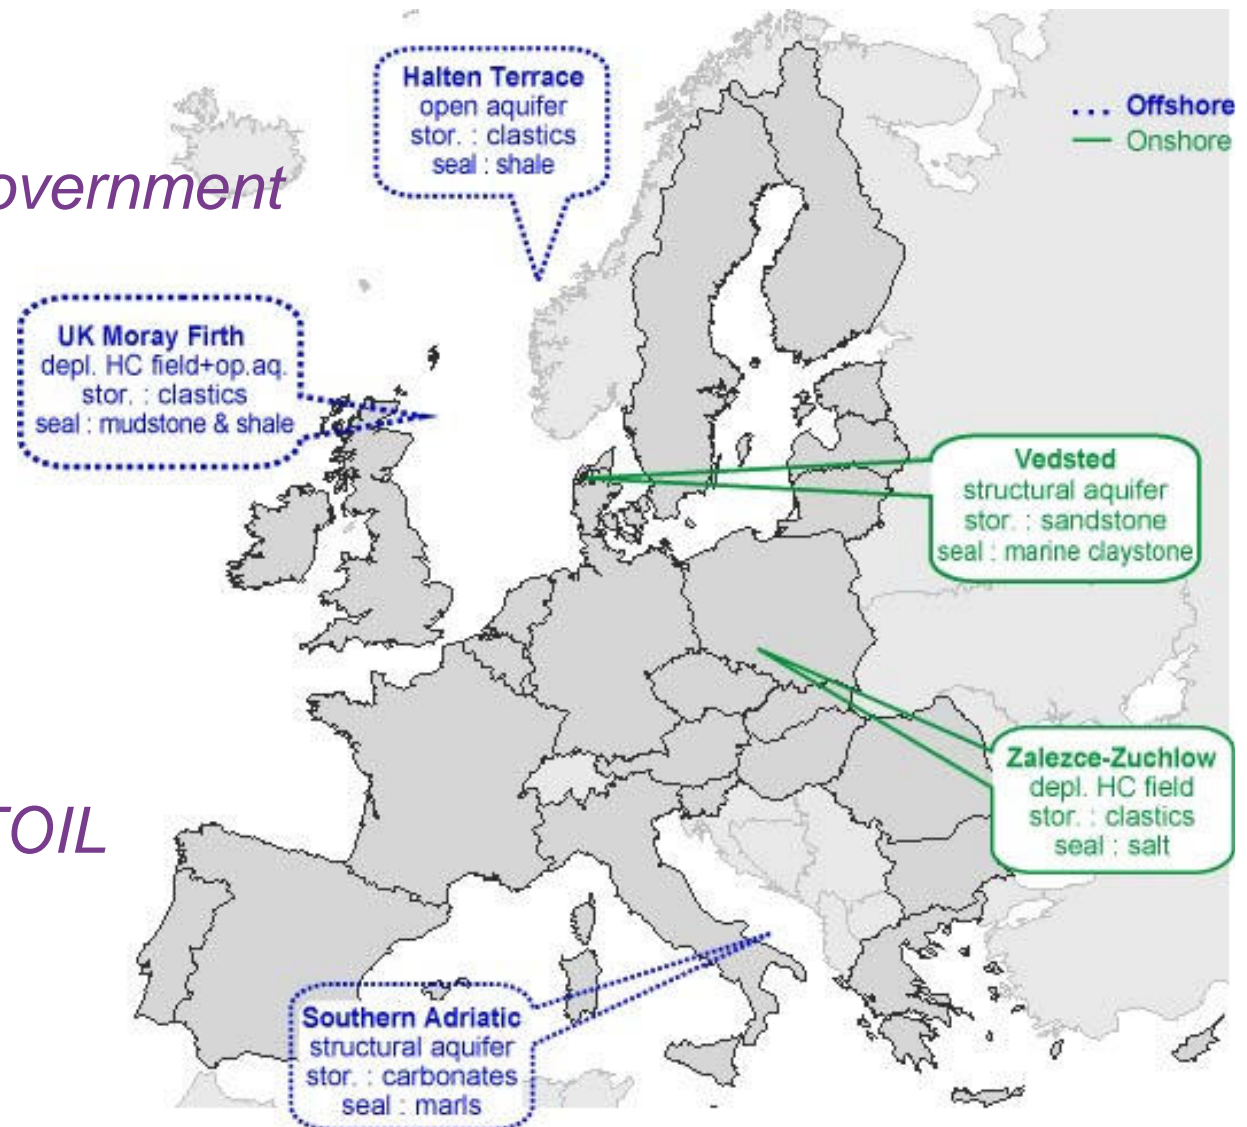 Halten Terrace
open aquifer
stor. : clastics
seal : shale
... Offshore
— Onshore
overnment
UK Moray Firth
depl. HC field+op.aq.
stor. : clastics
seal : mudstone & shale
Vedsted
structural aquifer
stor. : sandstone
seal : marine claystone
Zalezce-Zuchlow
depl. HC field
stor. : clastics
seal : salt
TOIL
Southern Adriatic
structural aquifer
stor. : carbonates
seal : marls